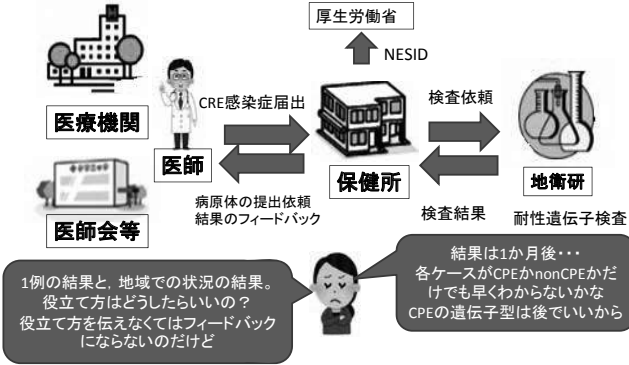 厚生労働省
NESID
医療機関
医師
CRE感染症届出
病原体の提出依頼
結果のフィードバック
医師会等
保健所
検査依頼
検査結果
地衛研
耐性遺伝子検査
1例の結果と，地域での状況の結果。
役立て方はどうしたらいいの？
役立て方を伝えなくてはフィードバック
にならないのだけど
結果は1か月後・・・
各ケースがCPEかnonCPEかだ
けでも早くわからないかな
CPEの遺伝子型は後でいいから